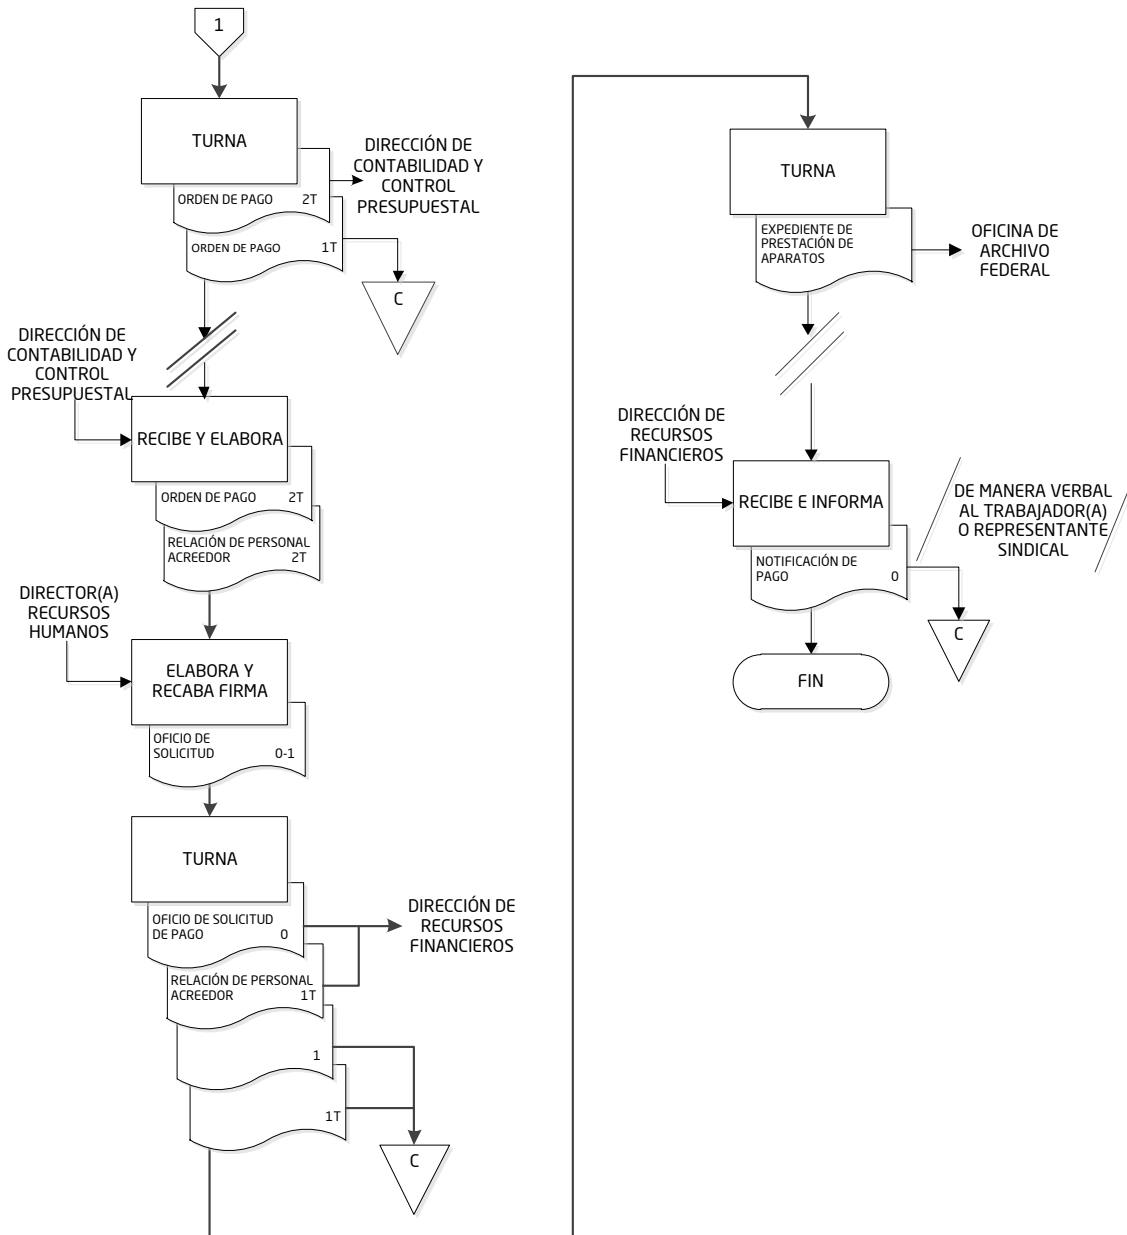 1
TURNA
DIRECCIÓN DE
CONTABILIDAD Y
CONTROL
PRESUPUESTAL
ORDEN DE PAGO 2T
ORDEN DE PAGO 1T
C
DIRECCIÓN DE
CONTABILIDAD Y
CONTROL
PRESUPUESTAL
RECIBE Y ELABORA
ORDEN DE PAGO 2T
RELACIÓN DE PERSONAL
ACREEDOR 2T
DIRECTOR(A)
RECURSOS
HUMANOS
ELABORA Y
RECABA FIRMA
OFICIO DE
SOLICITUD 0-1
TURNA
OFICIO DE SOLICITUD
DE PAGO 0
DIRECCIÓN DE
RECURSOS
FINANCIEROS
RELACIÓN DE PERSONAL
ACREEDOR 1T
1
1T
C
TURNA
EXPEDIENTE DE
PRESTACIÓN DE
APARATOS
OFICINA DE
ARCHIVO
FEDERAL
DIRECCIÓN DE
RECURSOS
FINANCIEROS
RECIBE E INFORMA
DE MANERA VERBAL
AL TRABAJADOR(A)
O REPRESENTANTE
SINDICAL
NOTIFICACIÓN DE
PAGO 0
C
FIN